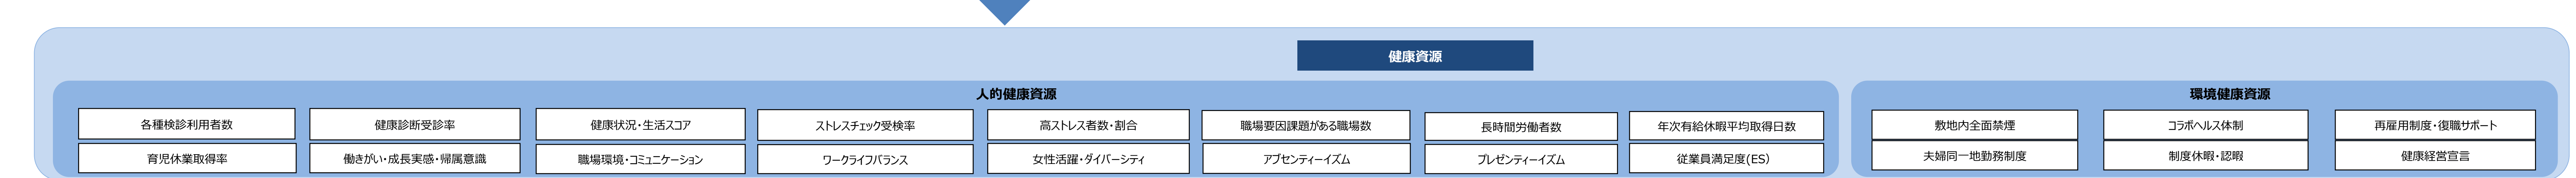 健康資源
人的健康資源
環境健康資源
各種検診利用者数
健康診断受診率
健康状況・生活スコア
ストレスチェック受検率
高ストレス者数・割合
職場要因課題がある職場数
長時間労働者数
年次有給休暇平均取得日数
敷地内全面禁煙
コラボヘルス体制
再雇用制度・復職サポート
育児休業取得率
働きがい・成長実感・帰属意識
職場環境・コミュニケーション
ワークライフバランス
女性活躍・ダイバーシティ
アブセンティーイズム
プレゼンティーイズム
従業員満足度(ES)
夫婦同一地勤務制度
制度休暇・認暇
健康経営宣言